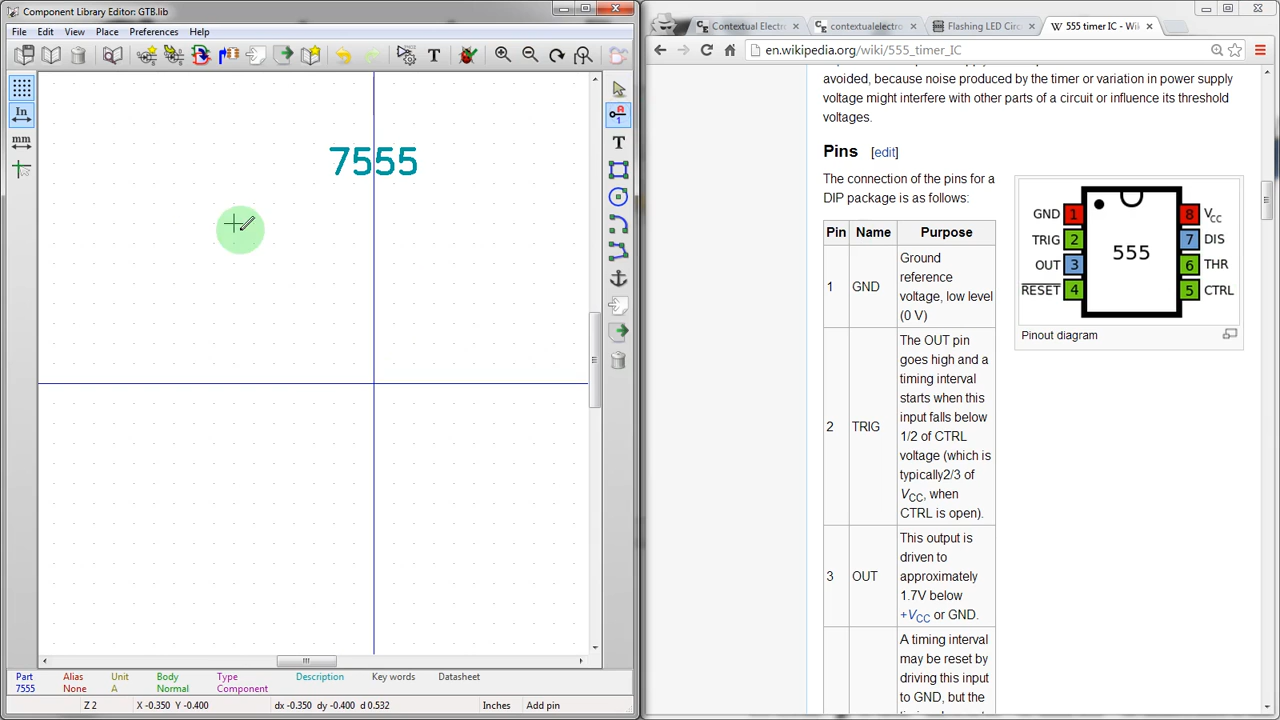 Component Library Editor: GTB.lib
File Edit View Place Preferences Help
In
mm
7555
Part Alias Unit Body Type Description Key words Datasheet
7555 None A Normal Component
Z 2 X -0.350 Y -0.400 dx -0.350 dy -0.400 d 0.532 Inches Add pin
Contextual Electr
contextualelectro
Flashing LED Circ
555 timer IC - Wik
en.wikipedia.org/wiki/555_timer_IC
avoided, because noise produced by the timer or variation in power supply
voltage might interfere with other parts of a circuit or influence its threshold
voltages.
Pins [edit]
The connection of the pins for a
DIP package is as follows:
Pin Name Purpose
1 GND Ground
reference
voltage, low level
(0 V)
2 TRIG The OUT pin
goes high and a
timing interval
starts when this
input falls below
1/2 of CTRL
voltage (which is
typically2/3 of
VCC, when
CTRL is open).
3 OUT This output is
driven to
approximately
1.7V below
+VCC or GND.
A timing interval
may be reset by
driving this input
to GND, but the
GND 1 8 VCC
TRIG 2 7 DIS
555
OUT 3 6 THR
RESET 4 5 CTRL
Pinout diagram